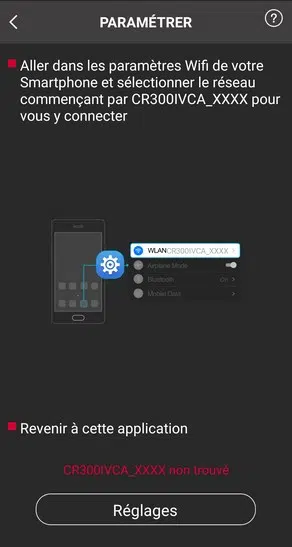 PARAMÉTRER
?
Aller dans les paramètres Wifi de votre
Smartphone et sélectionner le réseau
commençant par CR300IVCA_XXXX pour
vous y connecter
WLAN CR300IVCA_XXXX
Airplane Mode
Bluetooth
Off
Mobile Data
Revenir à cette application
CR300IVCA_XXXX non trouvé
Réglages